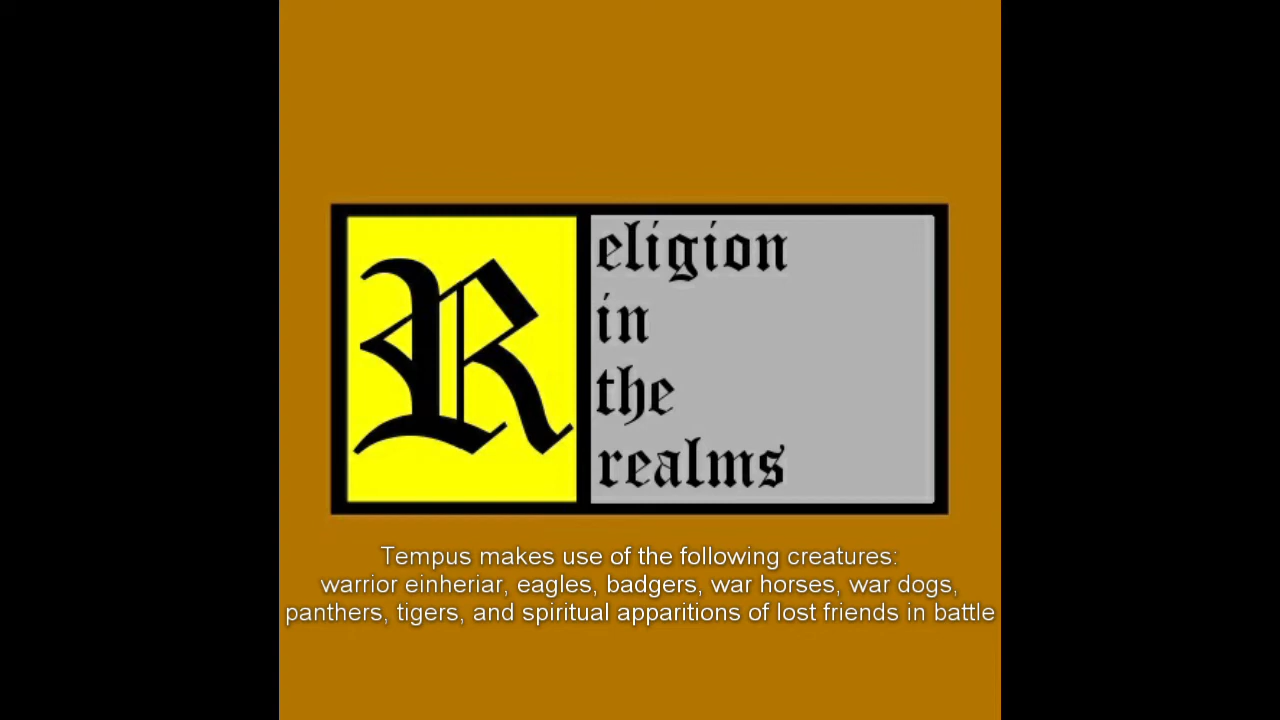 Religion
in
the
realms
Tempus makes use of the following creatures:
warrior einheriar, eagles, badgers, war horses, war dogs,
panthers, tigers, and spiritual apparitions of lost friends in battle